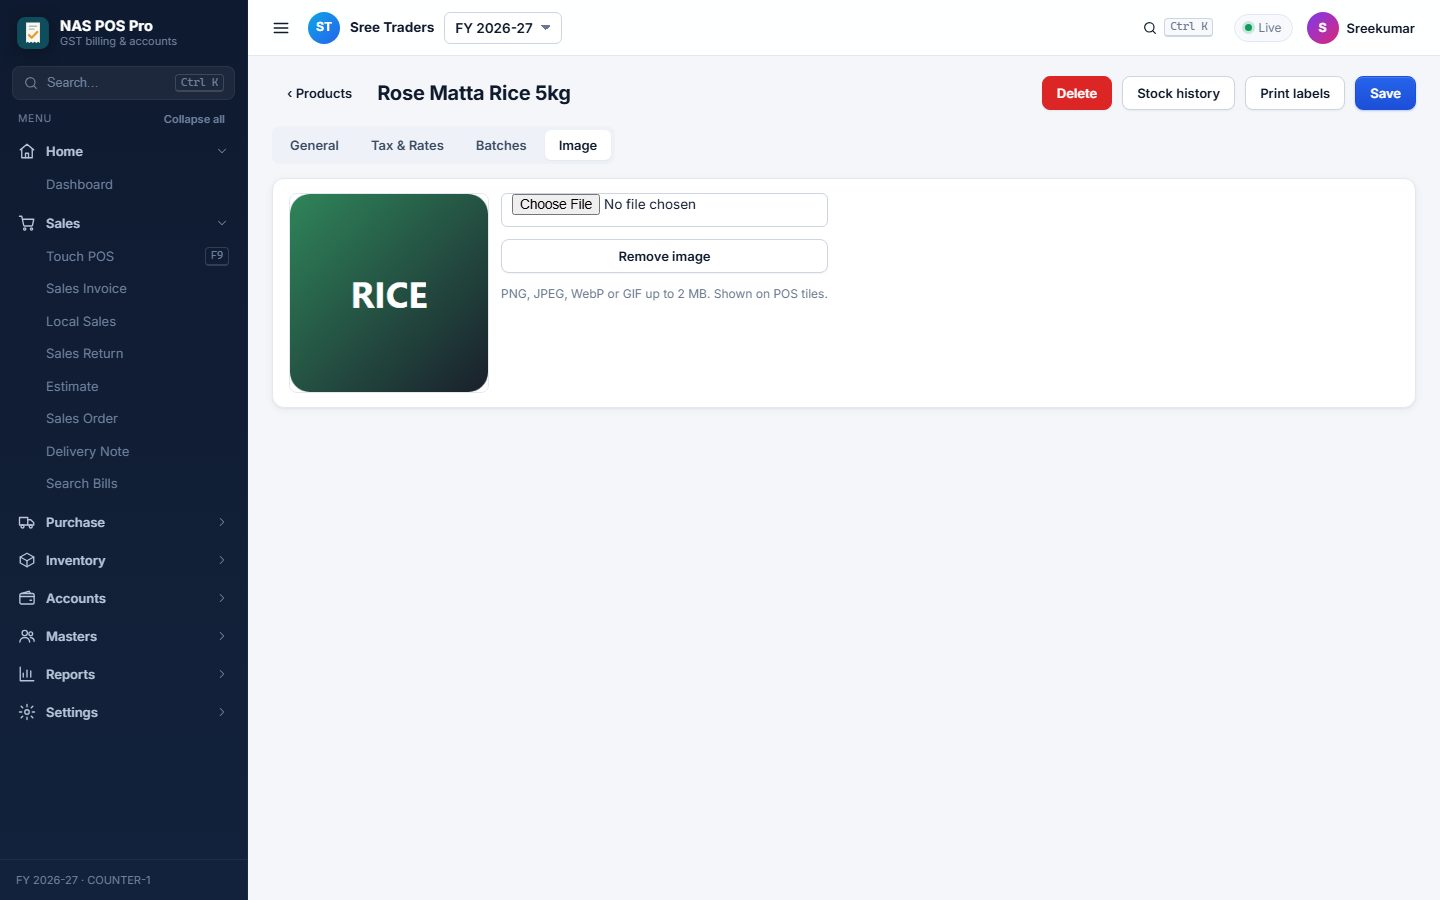 NAS POS Pro
GST billing & accounts
Search... Ctrl K
MENU Collapse all
Home
Dashboard
Sales
Touch POS F9
Sales Invoice
Local Sales
Sales Return
Estimate
Sales Order
Delivery Note
Search Bills
Purchase
Inventory
Accounts
Masters
Reports
Settings
FY 2026-27 · COUNTER-1
ST Sree Traders FY 2026-27 Ctrl K Live S Sreekumar
‹ Products Rose Matta Rice 5kg Delete Stock history Print labels Save
General Tax & Rates Batches Image
RICE
Choose File No file chosen
Remove image
PNG, JPEG, WebP or GIF up to 2 MB. Shown on POS tiles.